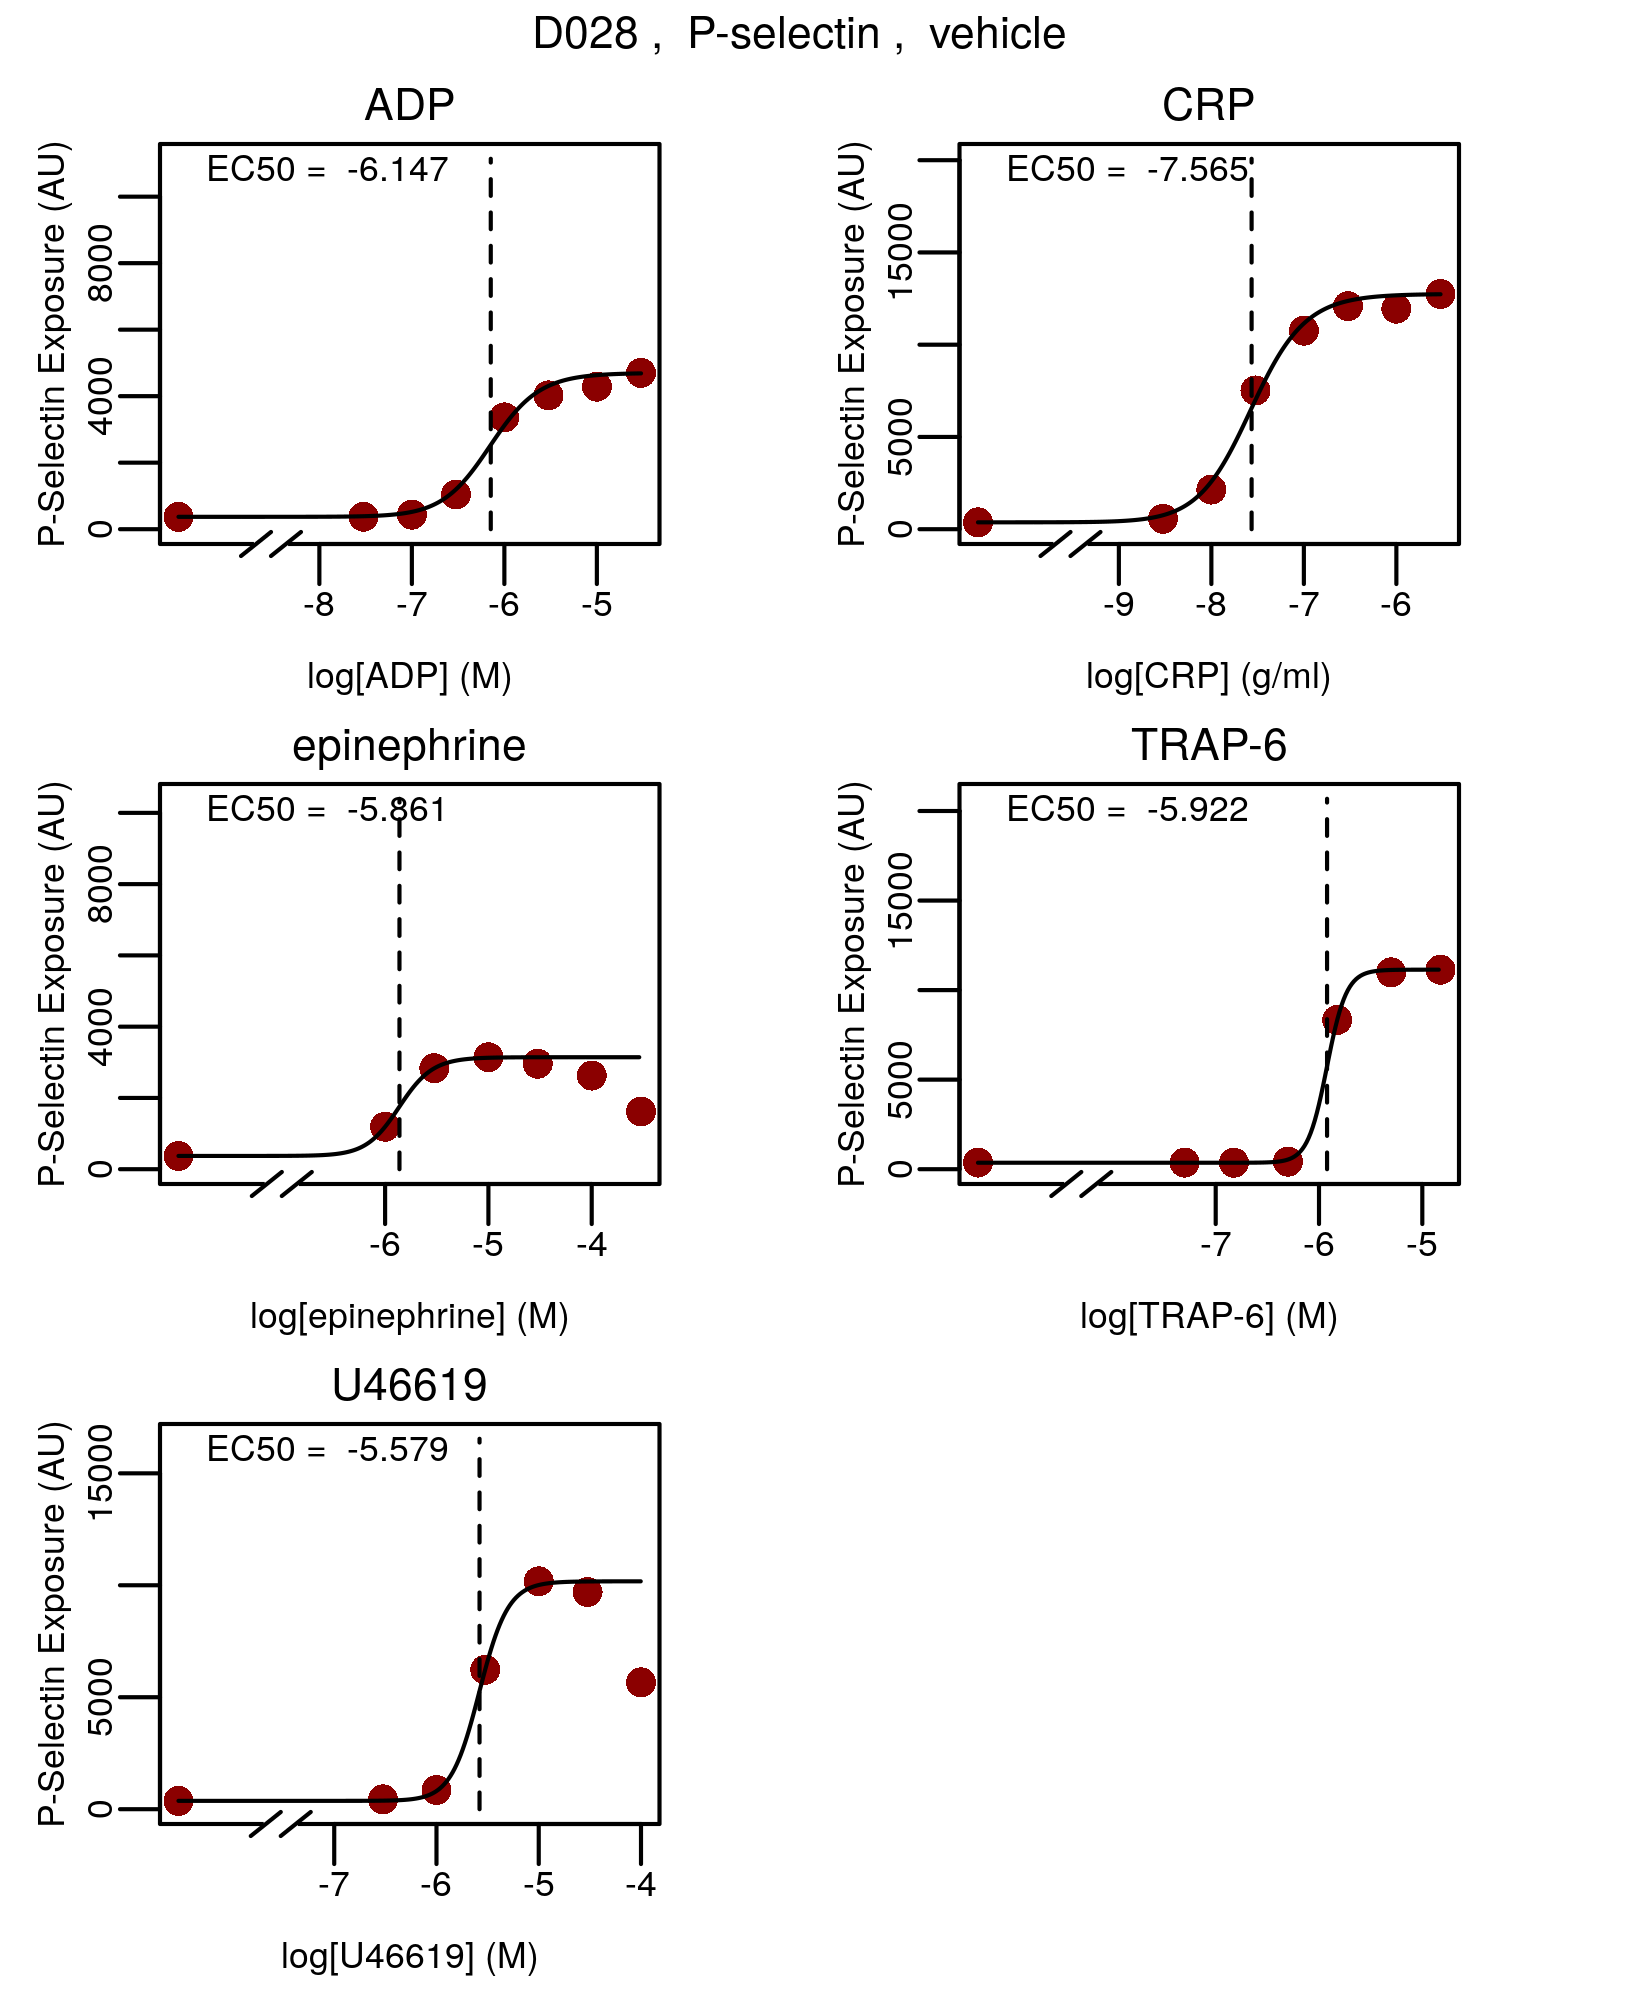 D028 ,  P-selectin ,  vehicle
ADP
EC50 =  -6.147
P-Selectin Exposure (AU)
8000
4000
0
-8 -7 -6 -5
log[ADP] (M)
CRP
EC50 =  -7.565
P-Selectin Exposure (AU)
15000
5000
0
-9 -8 -7 -6
log[CRP] (g/ml)
epinephrine
EC50 =  -5.861
P-Selectin Exposure (AU)
8000
4000
0
-6 -5 -4
log[epinephrine] (M)
TRAP-6
EC50 =  -5.922
P-Selectin Exposure (AU)
15000
5000
0
-7 -6 -5
log[TRAP-6] (M)
U46619
EC50 =  -5.579
P-Selectin Exposure (AU)
15000
5000
0
-7 -6 -5 -4
log[U46619] (M)